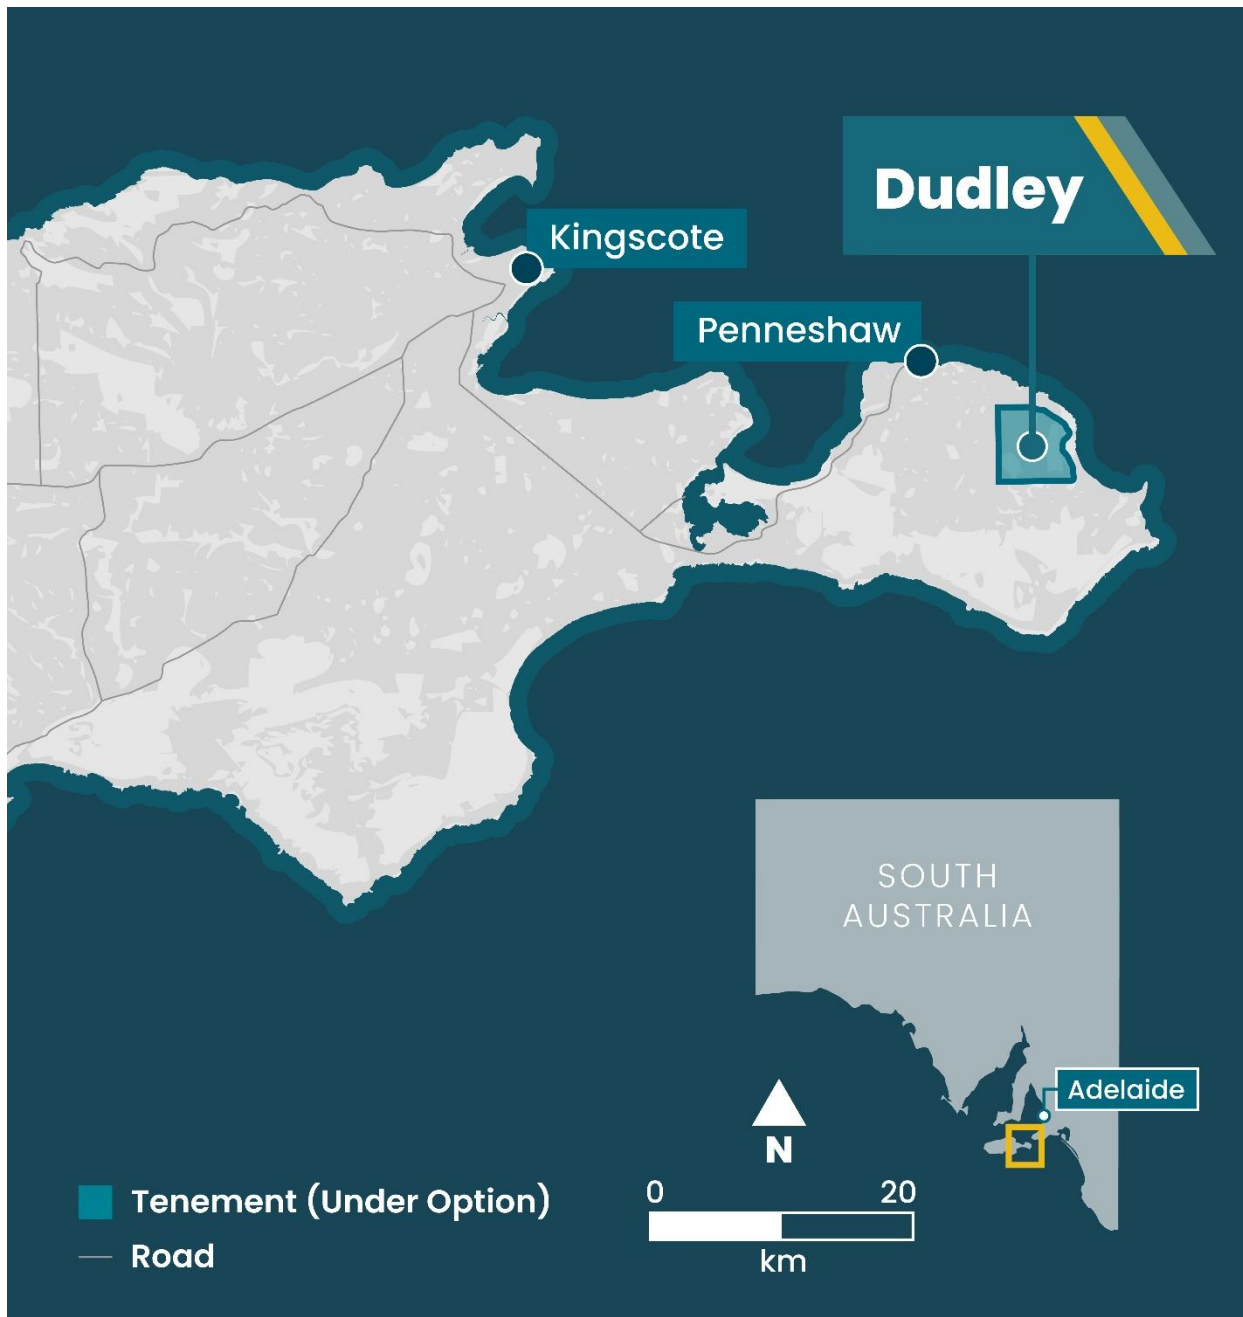 Dudley
Kingscote
Penneshaw
SOUTH
AUSTRALIA
Adelaide
N
0 20
km
Tenement (Under Option)
Road